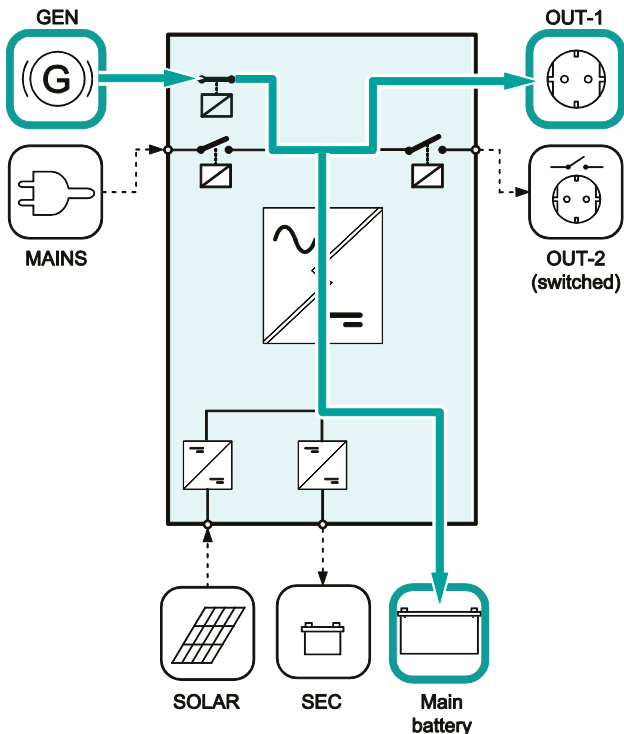 GEN
OUT-1
G
MAINS
OUT-2
(switched)
SOLAR
SEC
Main
battery